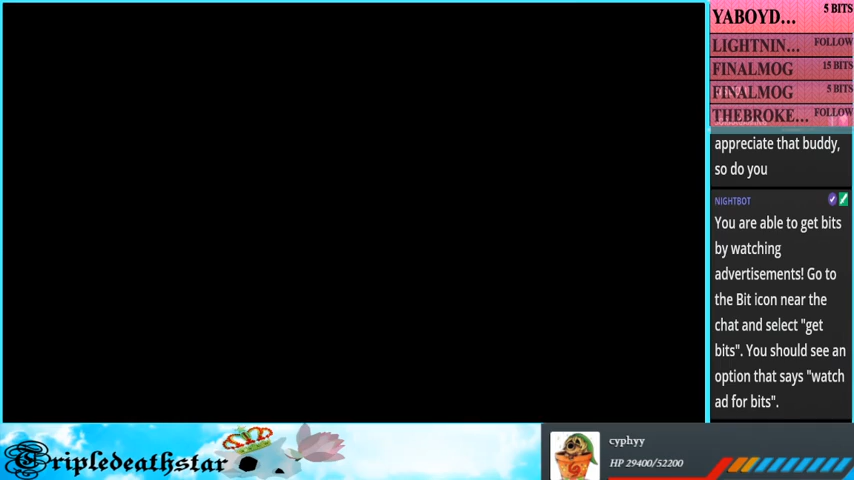 YABOYD... 5 BITS
LIGHTNIN... FOLLOW
FINALMOG 15 BITS
FINALMOG 5 BITS
THEBROKE... FOLLOW
appreciate that buddy,
so do you
NIGHTBOT
You are able to get bits
by watching
advertisements! Go to
the Bit icon near the
chat and select "get
bits". You should see an
option that says "watch
ad for bits".
Tripledeathstar
cyphyy
HP 29400/52200